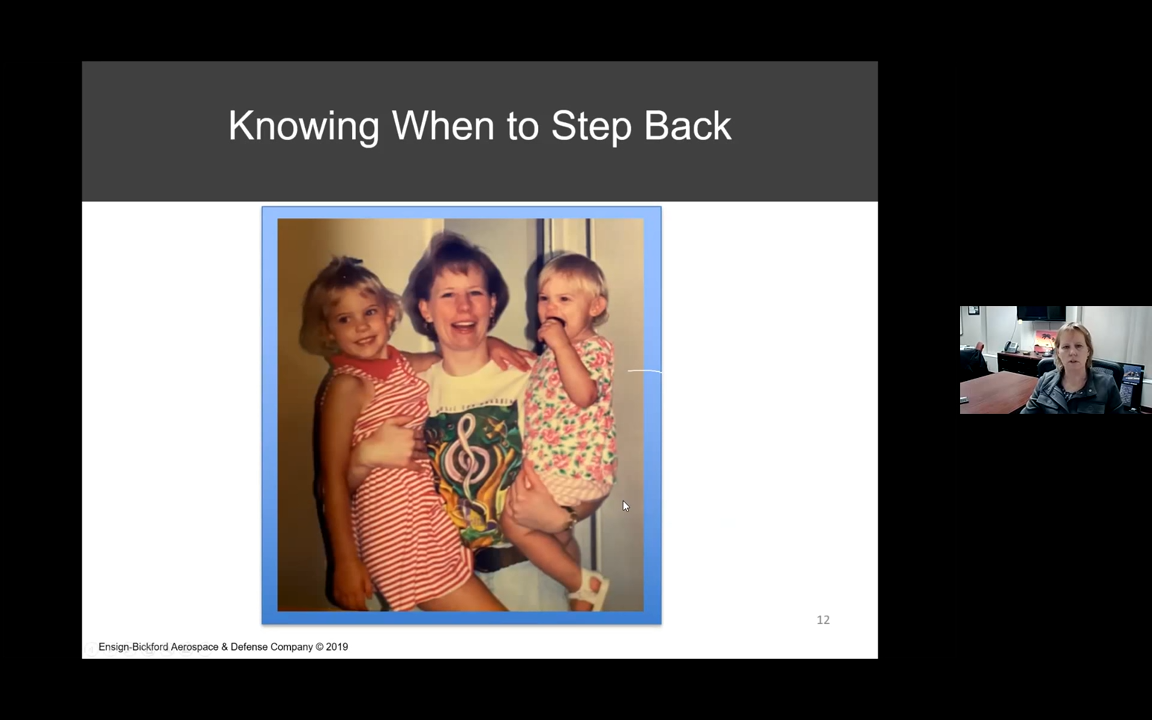 Knowing When to Step Back
12
Ensign-Bickford Aerospace & Defense Company © 2019